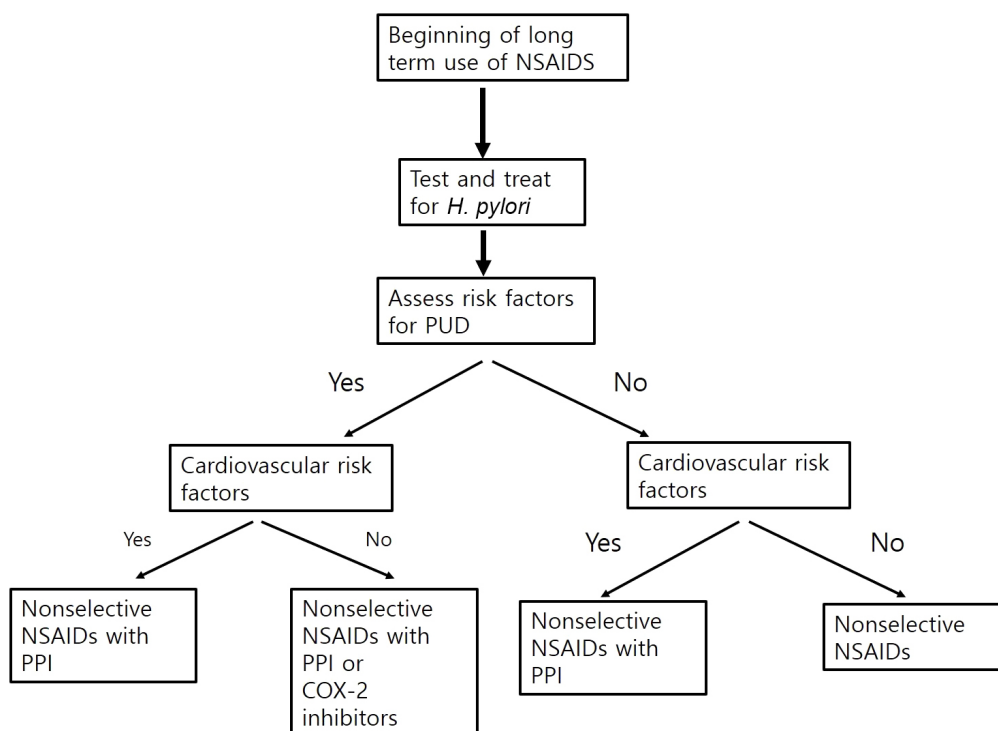 Beginning of long
term use of NSAIDS
Test and treat
for H. pylori
Assess risk factors
for PUD
Yes
No
Cardiovascular risk
factors
Cardiovascular risk
factors
Yes
No
Yes
No
Nonselective
NSAIDs with
PPI
Nonselective
NSAIDs with
PPI or
COX-2
inhibitors
Nonselective
NSAIDs with
PPI
Nonselective
NSAIDs